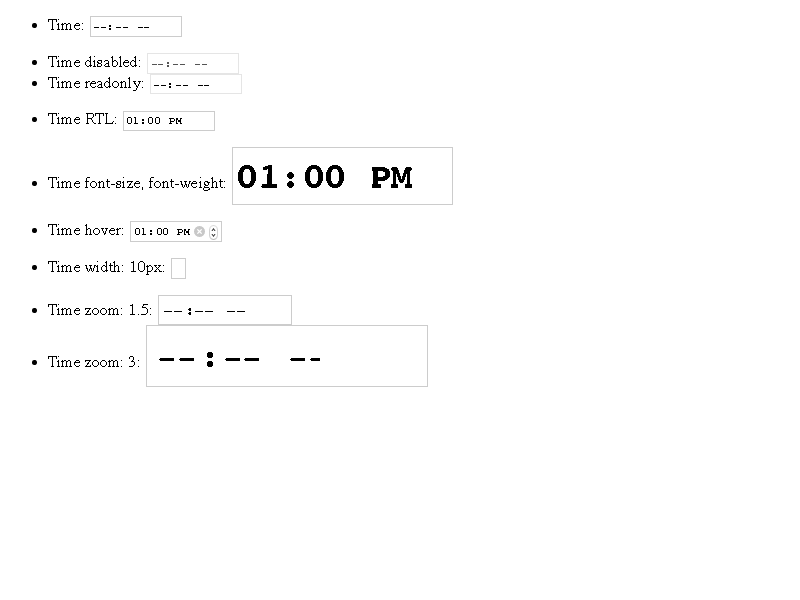 • Time: --:-- --
• Time disabled: --:-- --
• Time readonly: --:-- --
• Time RTL: 01:00 PM
• Time font-size, font-weight: 01:00 PM
• Time hover: 01:00 PM
• Time width: 10px:
• Time zoom: 1.5: --:-- --
• Time zoom: 3: --:-- --